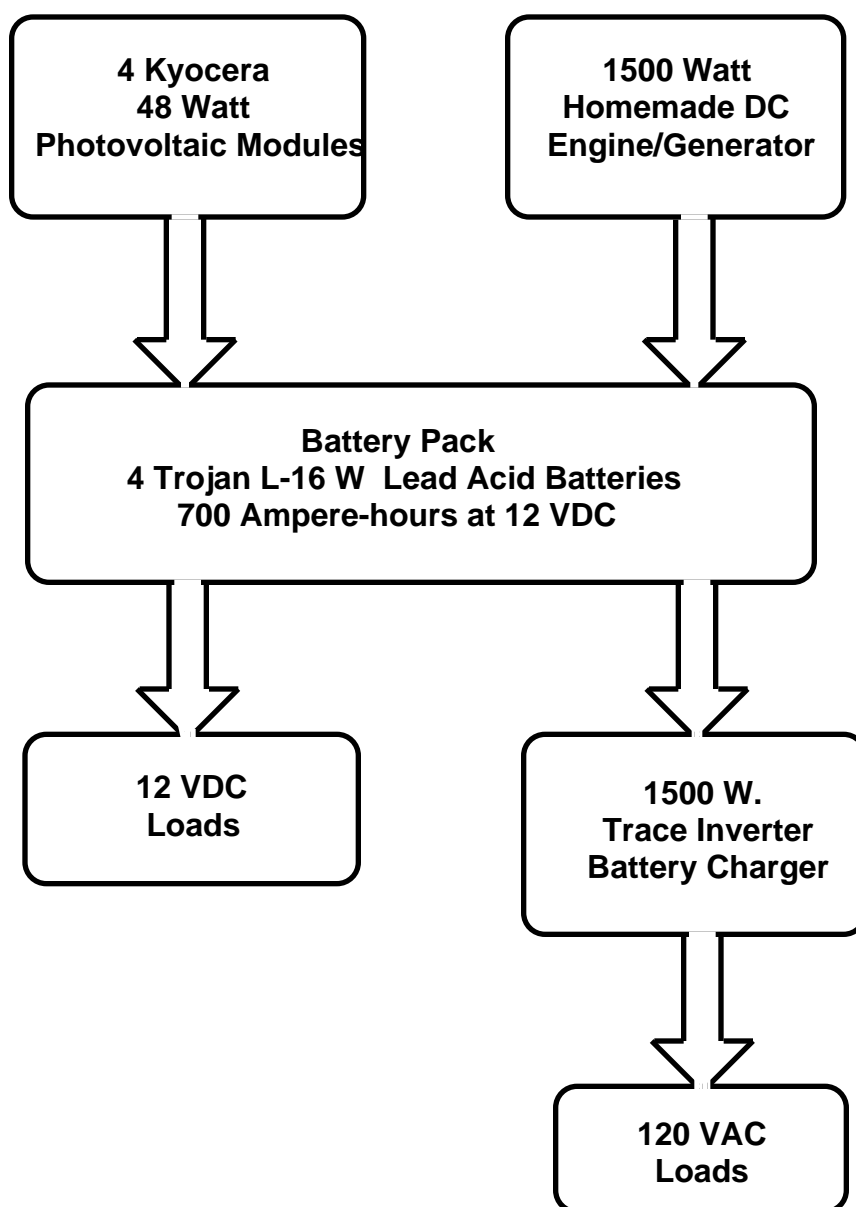 4 Kyocera
48 Watt
Photovoltaic Modules
1500 Watt
Homemade DC
Engine/Generator
Battery Pack
4 Trojan L-16 W Lead Acid Batteries
700 Ampere-hours at 12 VDC
12 VDC
Loads
1500 W.
Trace Inverter
Battery Charger
120 VAC
Loads